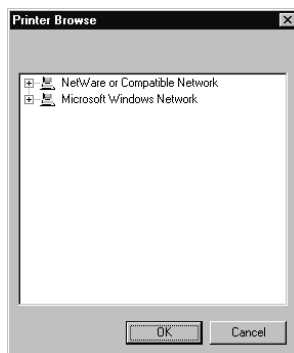 Printer Browse
NetWare or Compatible Network
Microsoft Windows Network
OK
Cancel